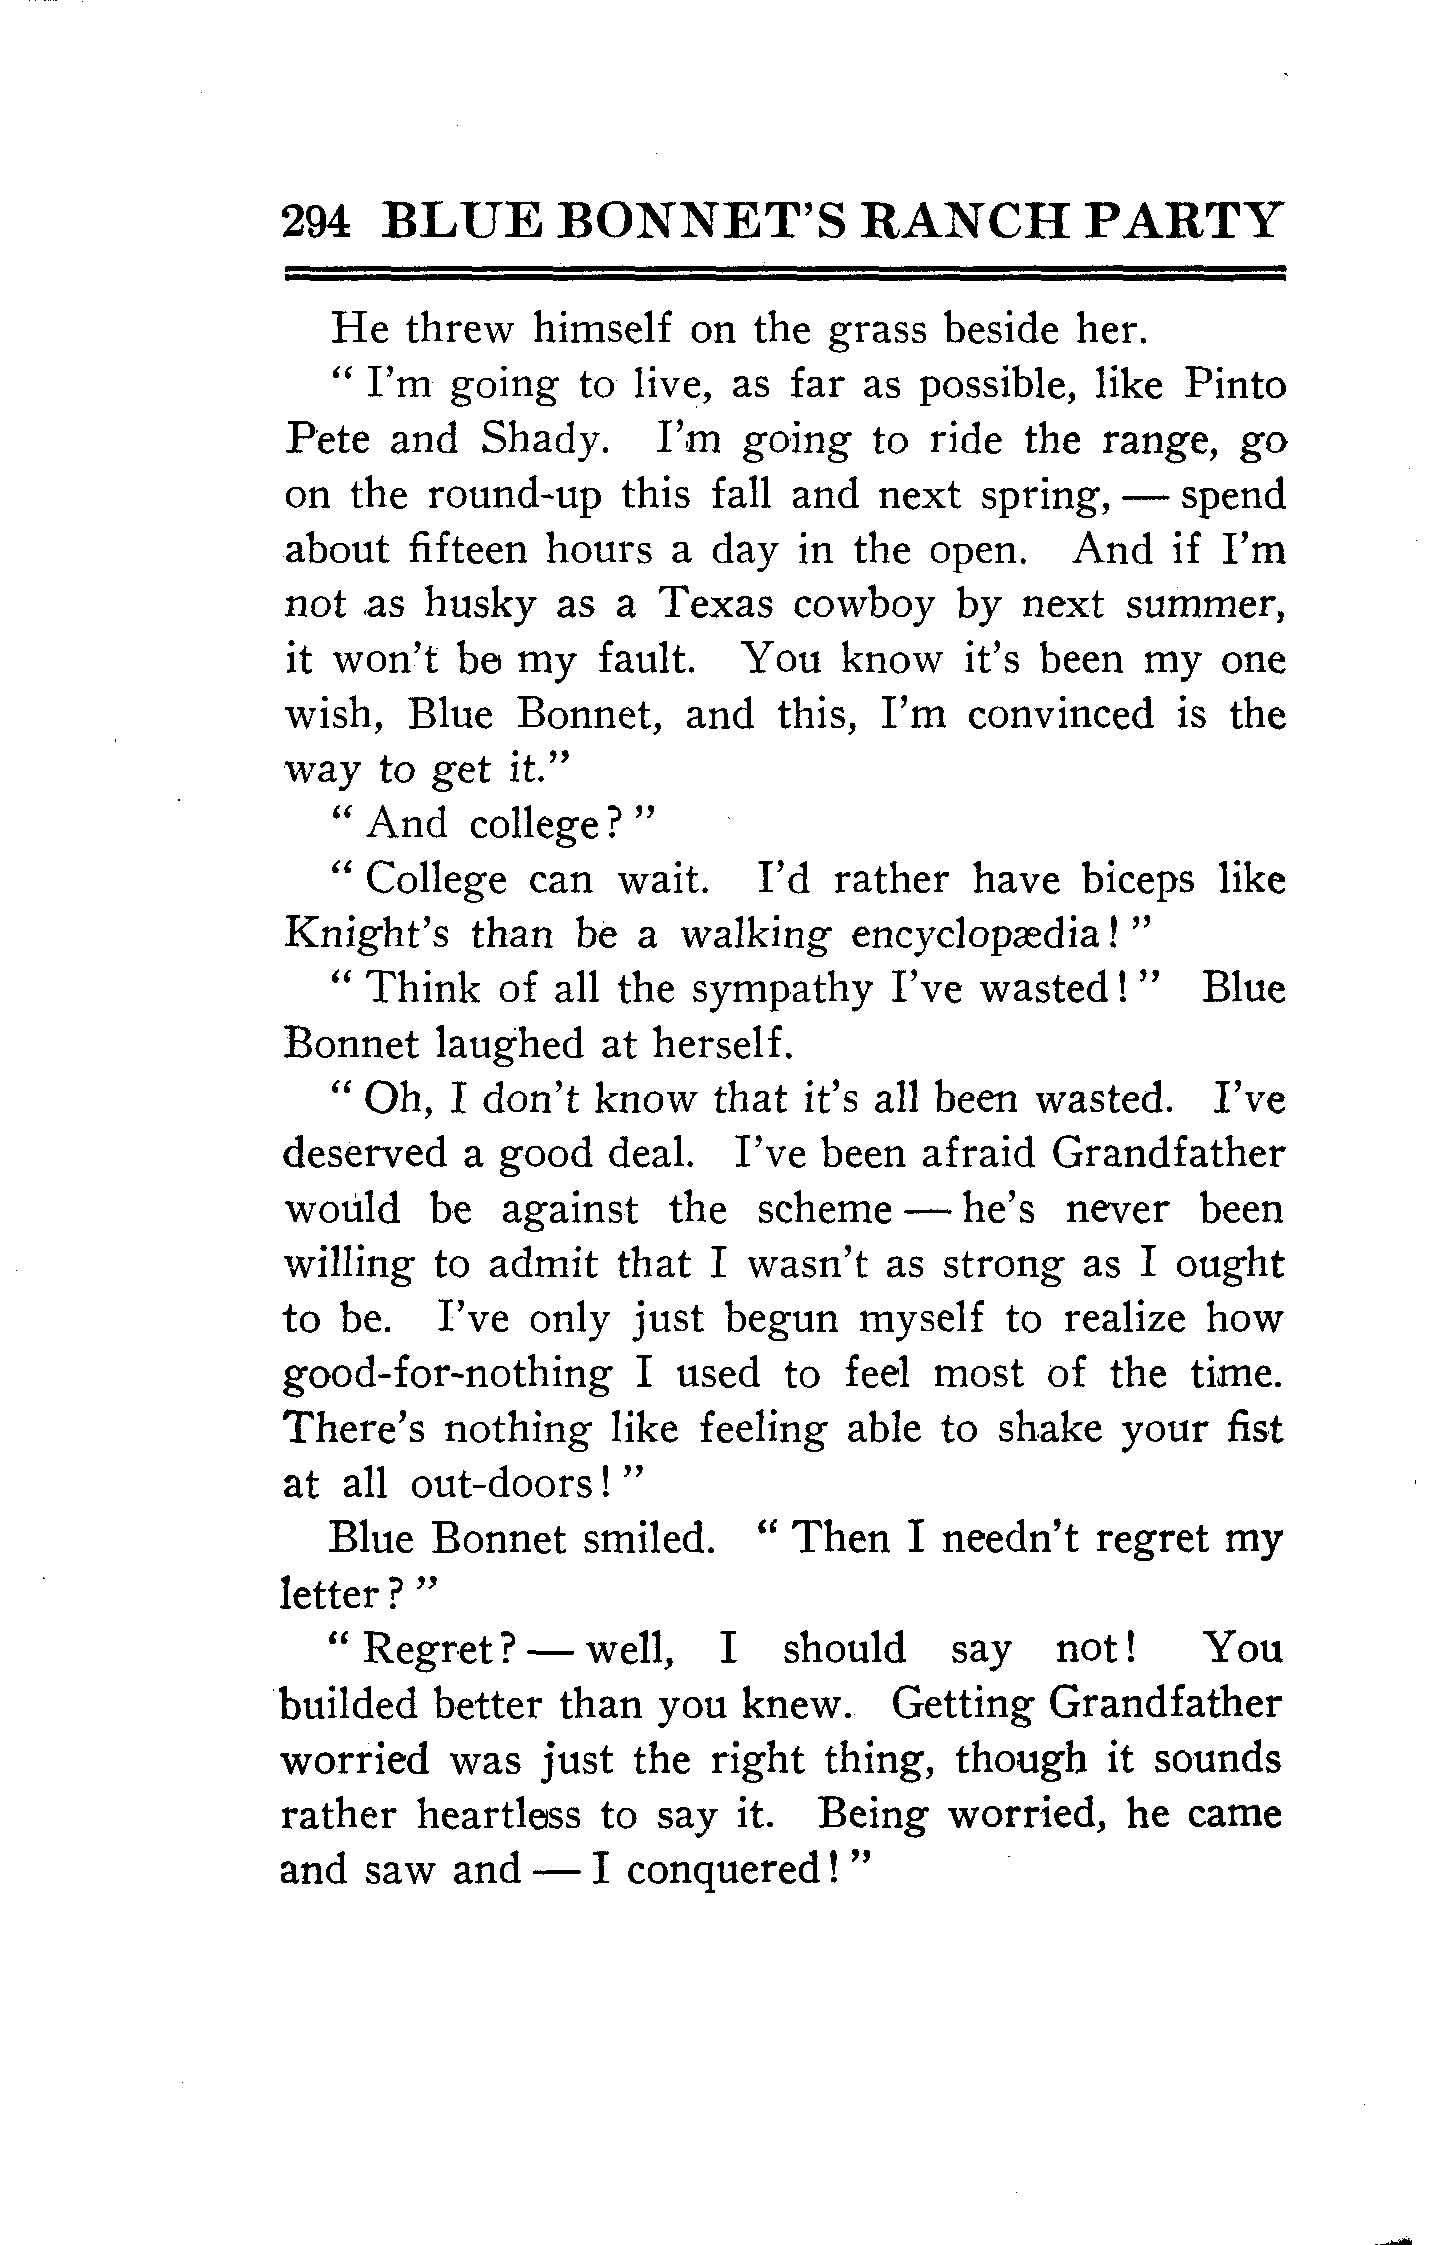 294 BLUE BONNET'S RANCH PARTY
He threw himself on the grass beside her.
" I'm going to live, as far as possible, like Pinto
Pete and Shady. I'm going to ride the range, go
on the round-up this fall and next spring, — spend
about fifteen hours a day in the open. And if I'm
not as husky as a Texas cowboy by next summer,
it won't be my fault. You know it's been my one
wish, Blue Bonnet, and this, I'm convinced is the
way to get it."
" And college? "
" College can wait. I'd rather have biceps like
Knight's than be a walking encyclopædia! "
" Think of all the sympathy I've wasted! " Blue
Bonnet laughed at herself.
" Oh, I don't know that it's all been wasted. I've
deserved a good deal. I've been afraid Grandfather
would be against the scheme — he's never been
willing to admit that I wasn't as strong as I ought
to be. I've only just begun myself to realize how
good-for-nothing I used to feel most of the time.
There's nothing like feeling able to shake your fist
at all out-doors! "
Blue Bonnet smiled. " Then I needn't regret my
letter? "
" Regret? — well, I should say not! You
builded better than you knew. Getting Grandfather
worried was just the right thing, though it sounds
rather heartless to say it. Being worried, he came
and saw and — I conquered! "